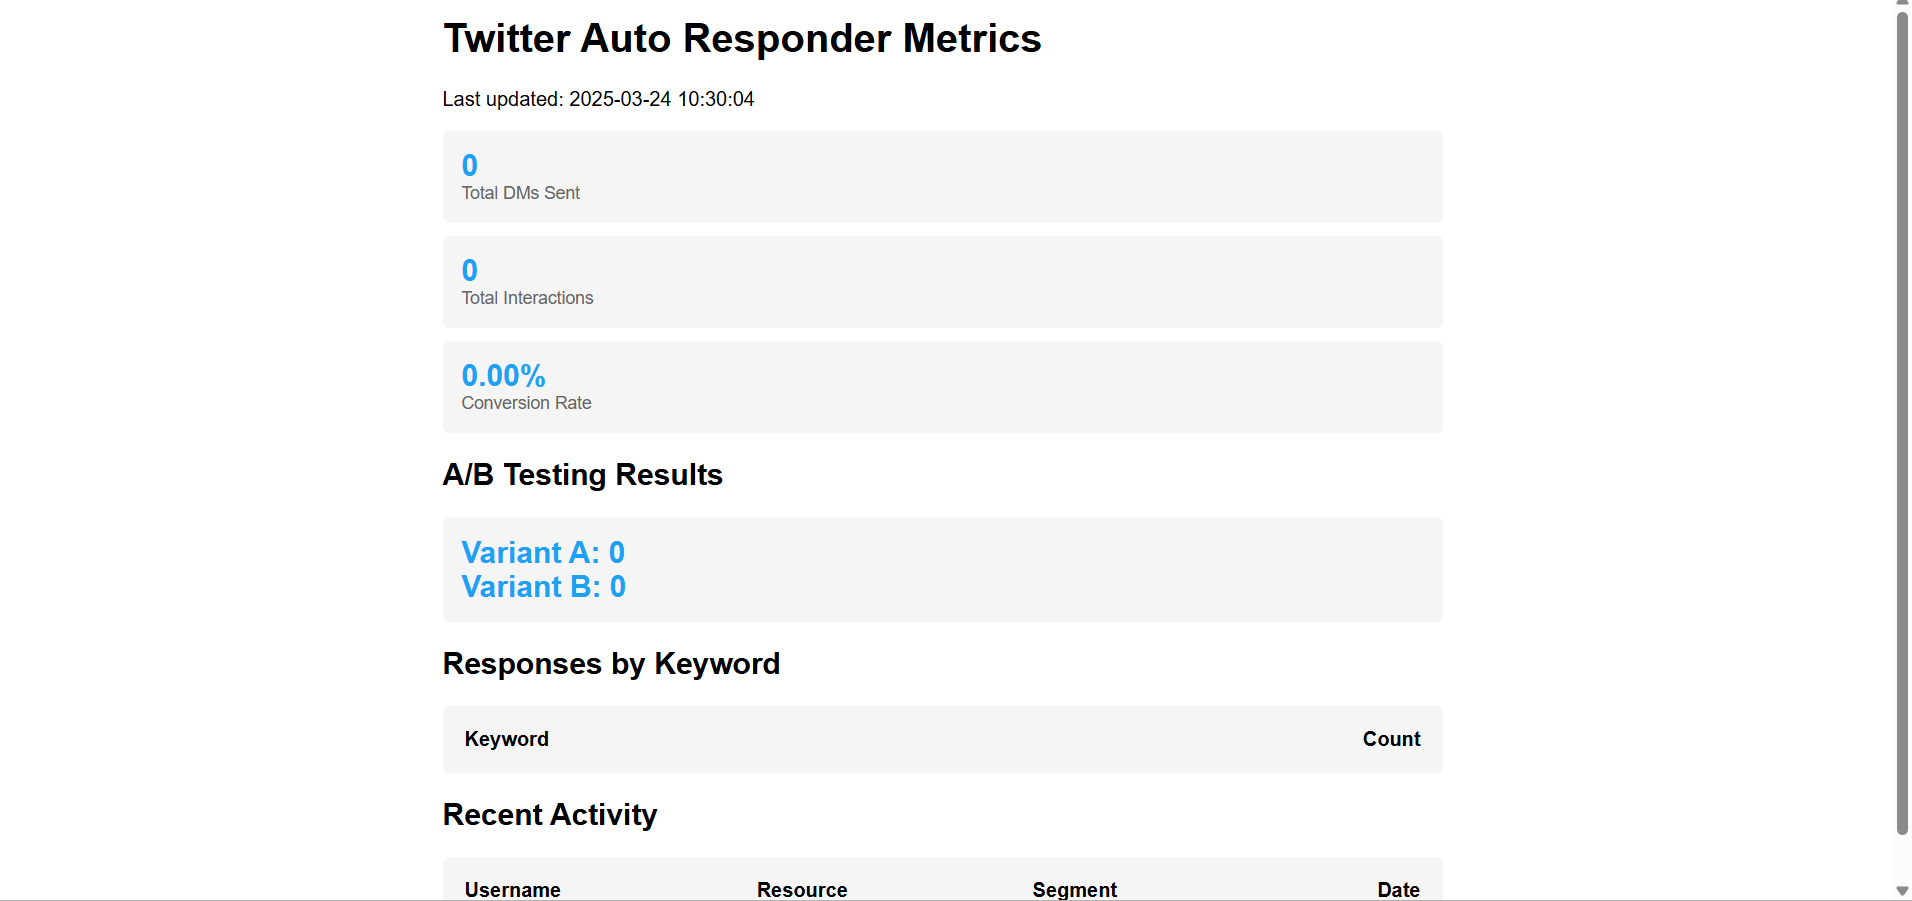 Twitter Auto Responder Metrics
Last updated: 2025-03-24 10:30:04
0
Total DMs Sent
0
Total Interactions
0.00%
Conversion Rate
A/B Testing Results
Variant A: 0
Variant B: 0
Responses by Keyword
Keyword Count
Recent Activity
Username Resource Segment Date